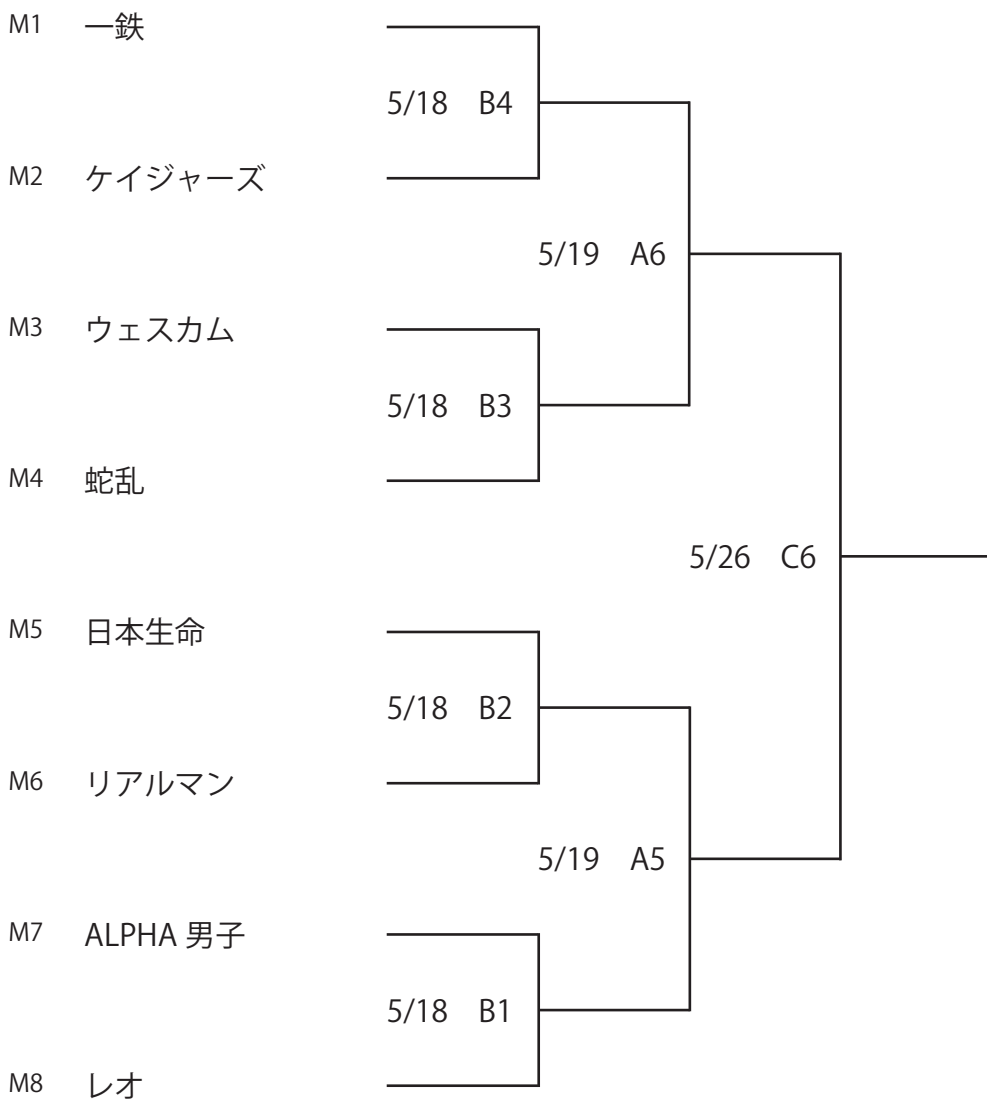 M1 一鉄
5/18 B4
M2 ケイジャーズ
5/19 A6
M3 ウェスカム
5/18 B3
M4 蛇乱
5/26 C6
M5 日本生命
5/18 B2
M6 リアルマン
5/19 A5
M7 ALPHA 男子
5/18 B1
M8 レオ